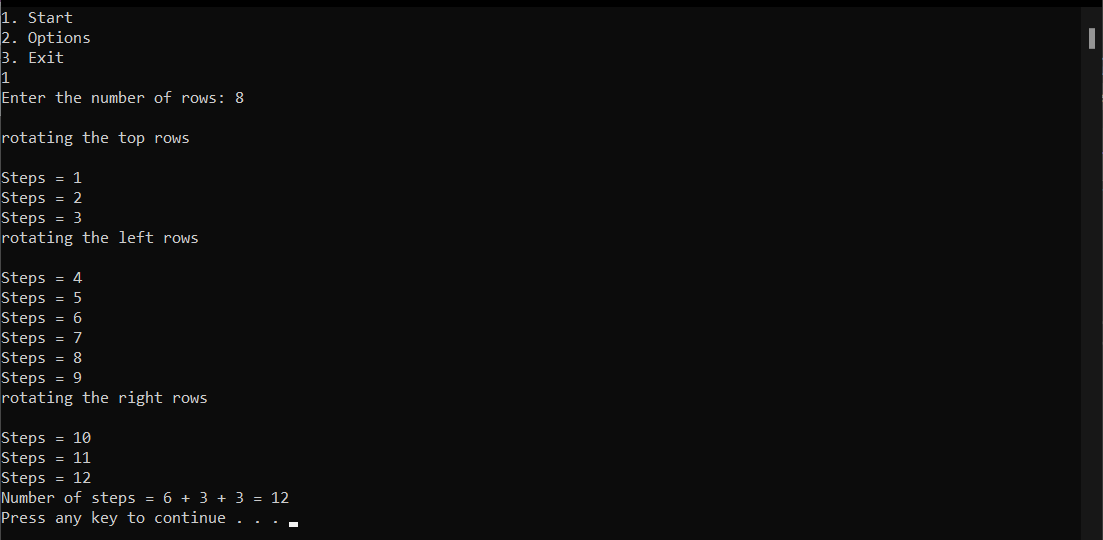 1. Start
2. Options
3. Exit
1
Enter the number of rows: 8
rotating the top rows
Steps = 1
Steps = 2
Steps = 3
rotating the left rows
Steps = 4
Steps = 5
Steps = 6
Steps = 7
Steps = 8
Steps = 9
rotating the right rows
Steps = 10
Steps = 11
Steps = 12
Number of steps = 6 + 3 + 3 = 12
Press any key to continue . . .